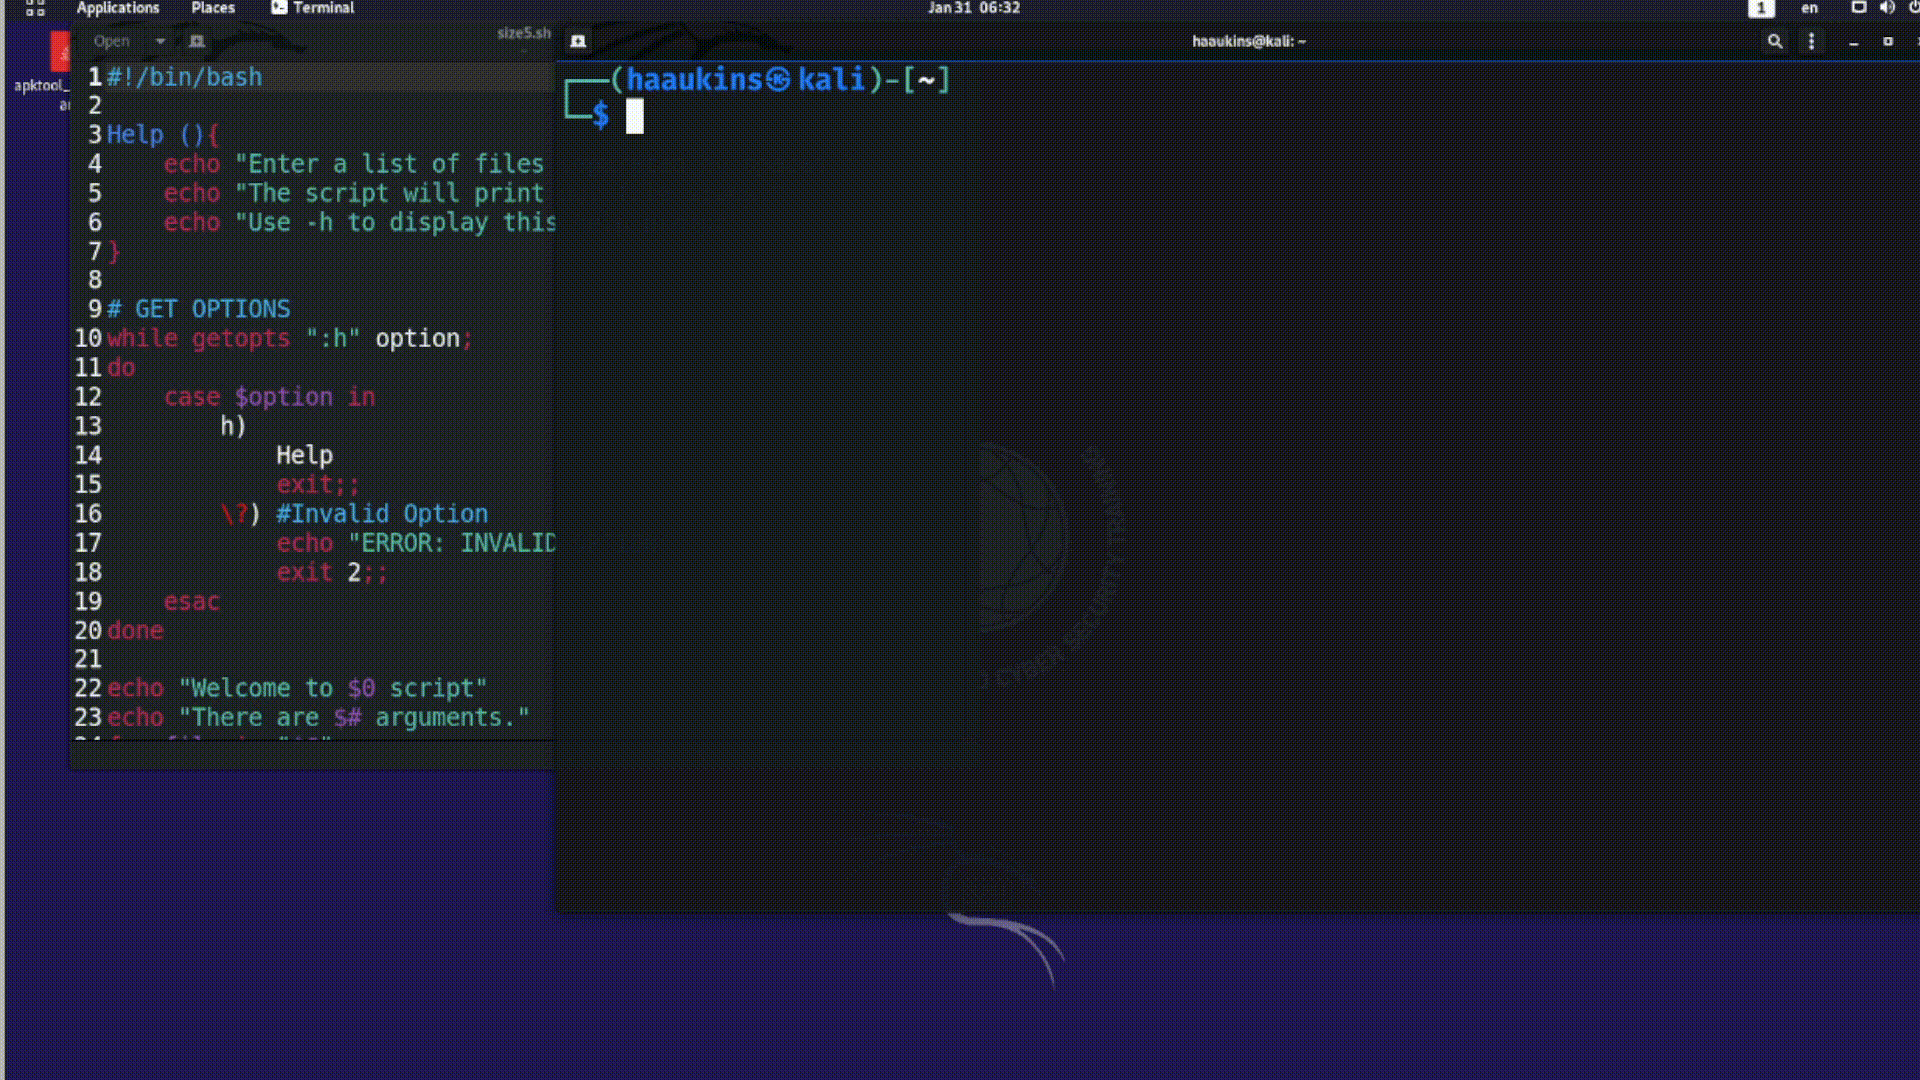 Applications Places Terminal Jan 31 06:32 1 en
Open size5.sh
apktool_
1 #!/bin/bash
2
3 Help (){
4 echo "Enter a list of files
5 echo "The script will print
6 echo "Use -h to display this
7 }
8
9 # GET OPTIONS
10 while getopts ":h" option;
11 do
12 case $option in
13 h)
14 Help
15 exit;;
16 \?) #Invalid Option
17 echo "ERROR: INVALID
18 exit 2;;
19 esac
20 done
21
22 echo "Welcome to $0 script"
23 echo "There are $# arguments."
haaukins@kali: ~
(haaukins㉿kali)-[~]
$
CYBER SECURITY TRAINING